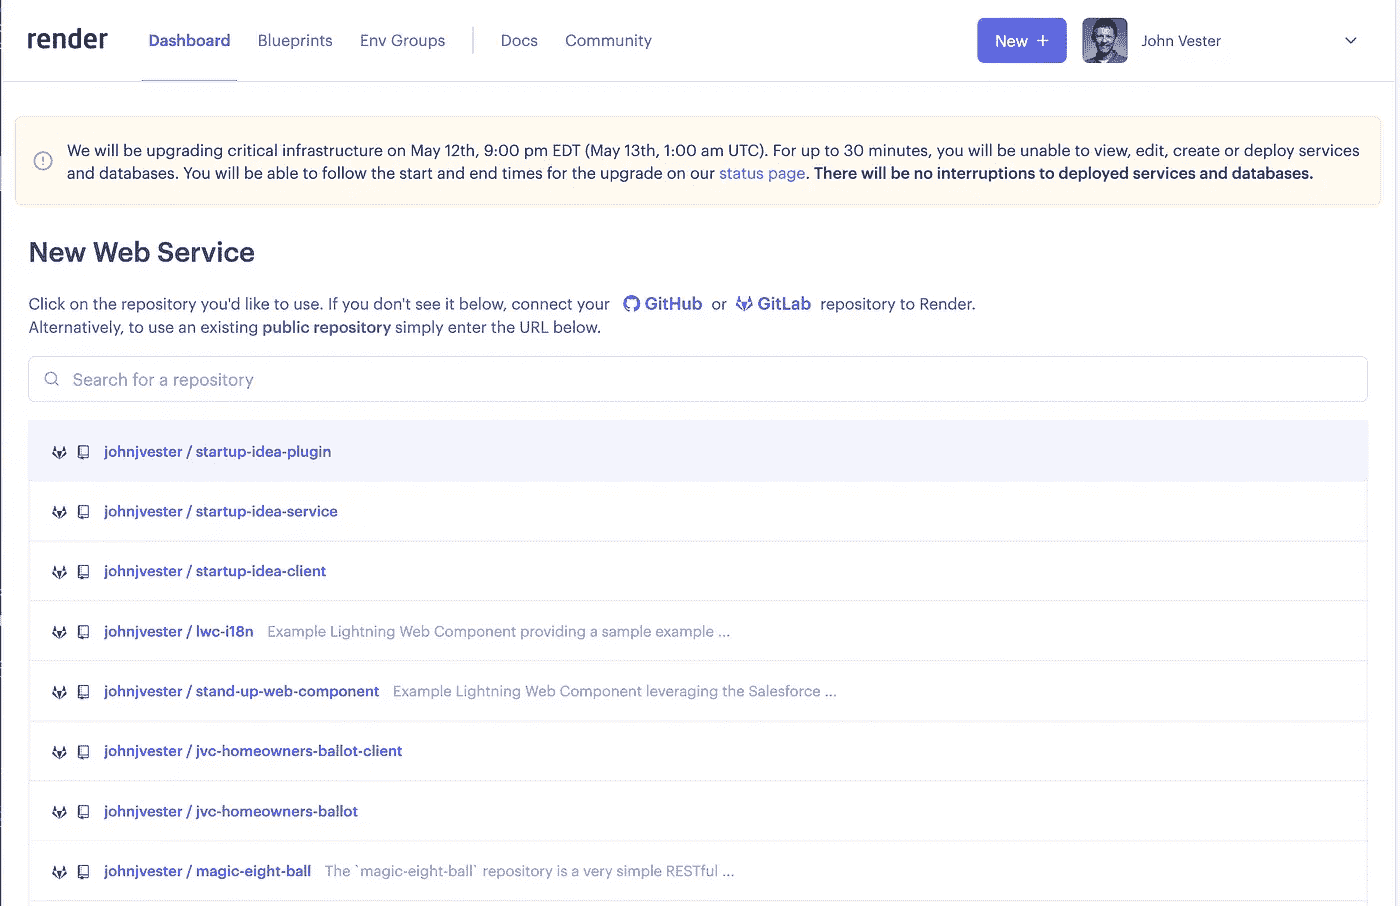 render Dashboard Blueprints Env Groups Docs Community New + John Vester
We will be upgrading critical infrastructure on May 12th, 9:00 pm EDT (May 13th, 1:00 am UTC). For up to 30 minutes, you will be unable to view, edit, create or deploy services
and databases. You will be able to follow the start and end times for the upgrade on our status page. There will be no interruptions to deployed services and databases.
New Web Service
Click on the repository you'd like to use. If you don't see it below, connect your GitHub or GitLab repository to Render.
Alternatively, to use an existing public repository simply enter the URL below.
Search for a repository
johnjvester / startup-idea-plugin
johnjvester / startup-idea-service
johnjvester / startup-idea-client
johnjvester / lwc-i18n Example Lightning Web Component providing a sample example ...
johnjvester / stand-up-web-component Example Lightning Web Component leveraging the Salesforce ...
johnjvester / jvc-homeowners-ballot-client
johnjvester / jvc-homeowners-ballot
johnjvester / magic-eight-ball The `magic-eight-ball` repository is a very simple RESTful ...